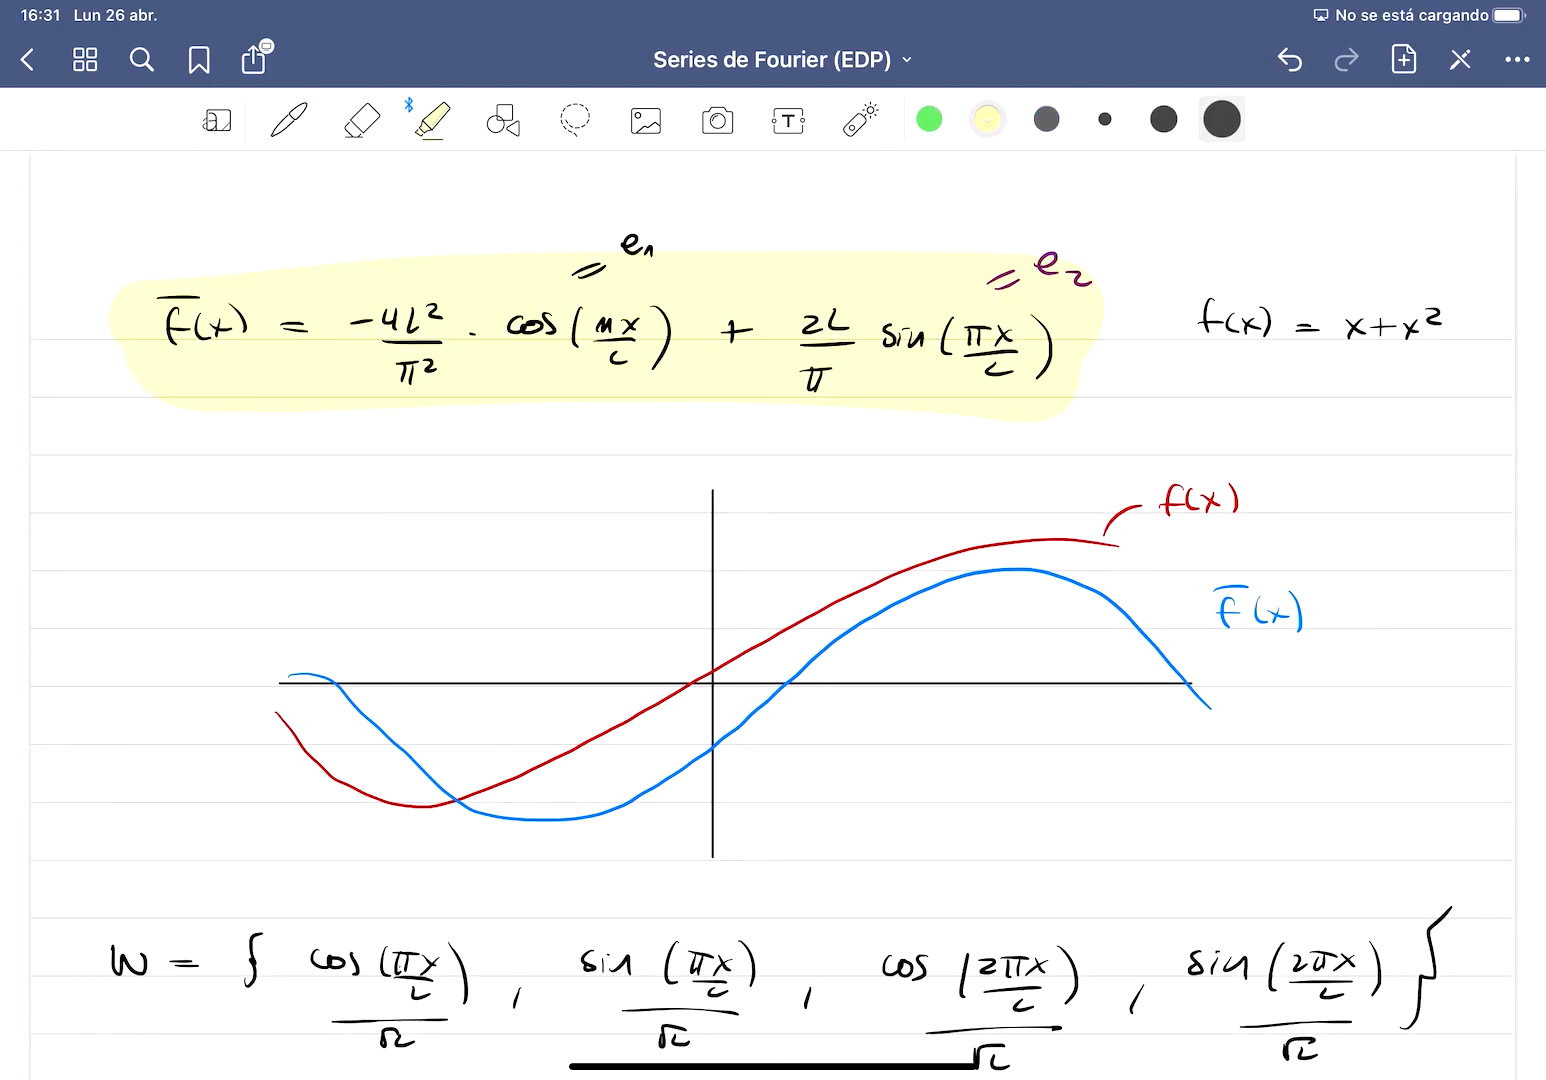 16:31 Lun 26 abr. No se está cargando
Series de Fourier (EDP)
T
= e₁ = e₂
f̅(x) = -4L²/π² · cos(πx/L) + 2L/π sin(πx/L) f(x) = x+x²
f(x)
f̅(x)
W = { cos(πx/L)/√L , sin(πx/L)/√L , cos(2πx/L)/√L , sin(2πx/L)/√L }